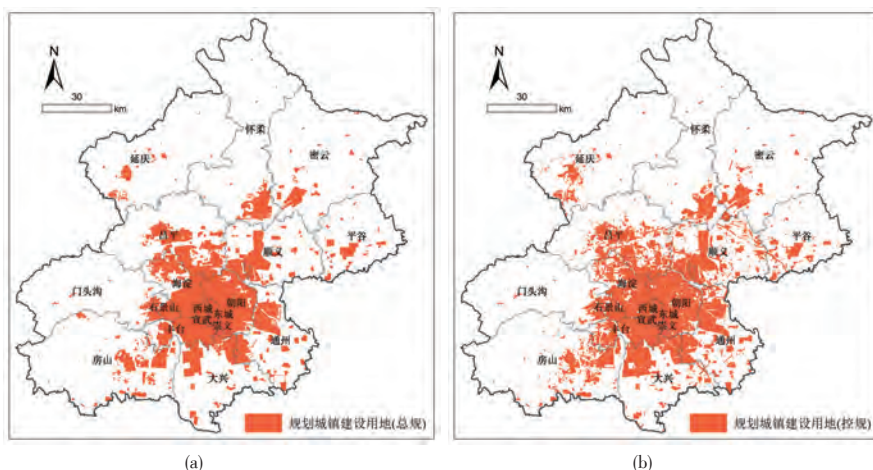 N
30
km
怀柔
延庆
密云
昌平
顺义
平谷
海淀
门头沟
石景山
西城
朝阳
宣武
东城
崇文
丰台
通州
房山
大兴
规划城镇建设用地(总规)
(a)
N
30
km
怀柔
延庆
密云
昌平
顺义
平谷
海淀
门头沟
石景山
西城
朝阳
宣武
东城
崇文
丰台
通州
房山
大兴
规划城镇建设用地(控规)
(b)